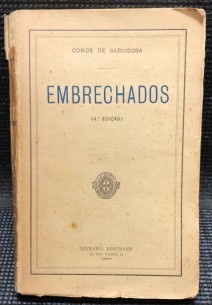 CONDE DE SABUGOSA
EMBRECHADOS
(4.ª EDIÇÃO)
LIVRARIA BERTRAND